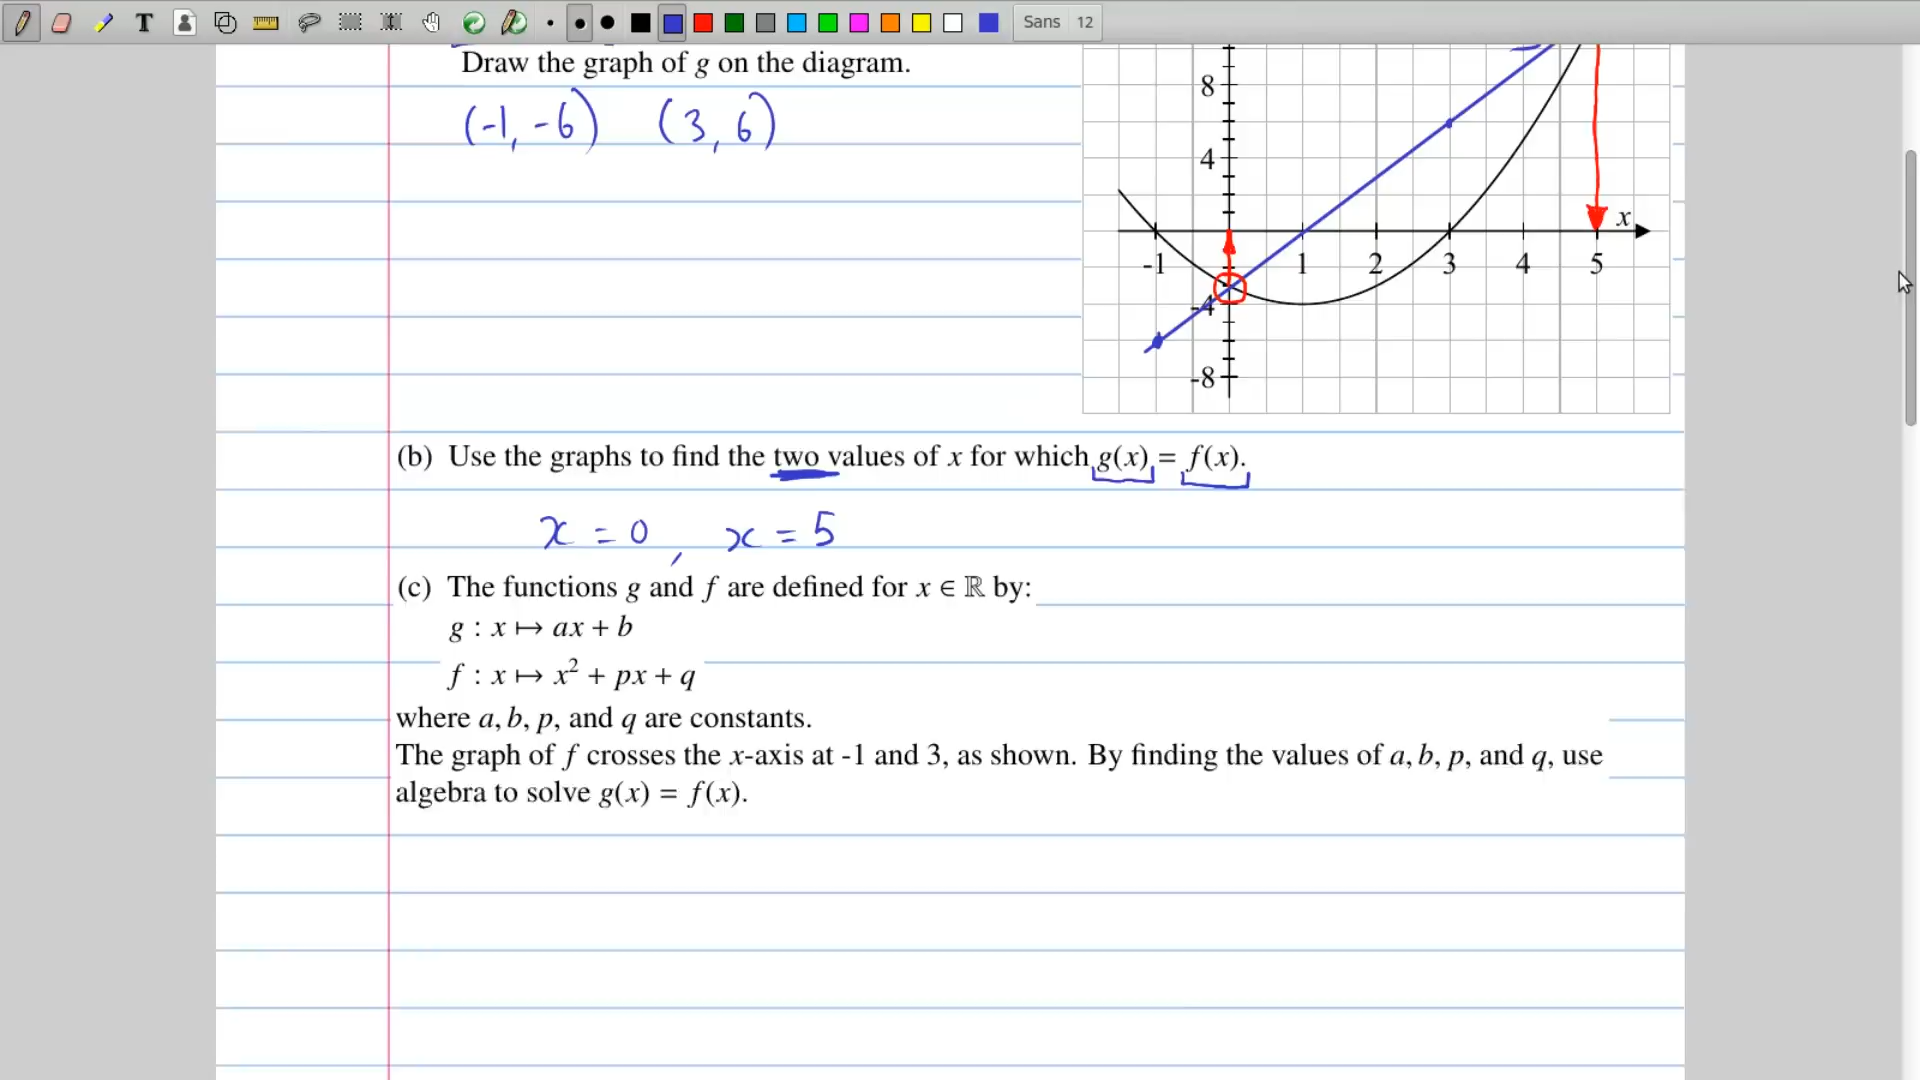 T Sans 12
Draw the graph of g on the diagram.
(-1, -6) (3, 6)
8
4
x
-1 1 2 3 4 5
-4
-8
(b) Use the graphs to find the two values of x for which g(x) = f(x).
x = 0, x = 5
(c) The functions g and f are defined for x ∈ ℝ by:
g : x ↦ ax + b
f : x ↦ x² + px + q
where a, b, p, and q are constants.
The graph of f crosses the x-axis at -1 and 3, as shown. By finding the values of a, b, p, and q, use
algebra to solve g(x) = f(x).